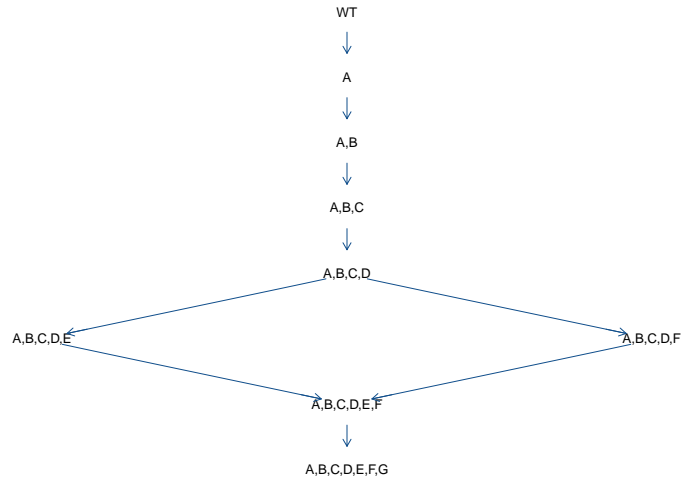 WT
A
A,B
A,B,C
A,B,C,D
A,B,C,D,E
A,B,C,D,F
A,B,C,D,E,F
A,B,C,D,E,F,G